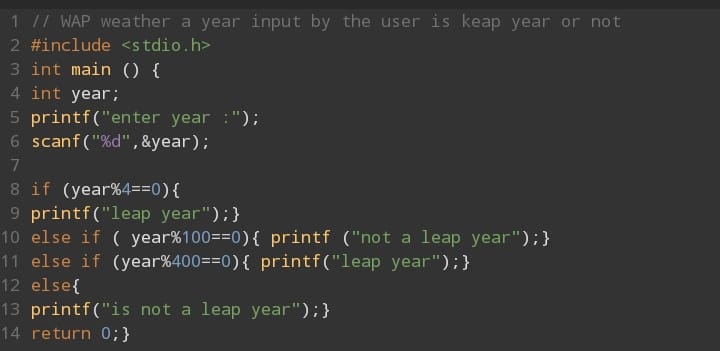 1 // WAP weather a year input by the user is keap year or not
2 #include <stdio.h>
3 int main () {
4 int year;
5 printf("enter year :");
6 scanf("%d",&year);
7
8 if (year%4==0){
9 printf("leap year");}
10 else if ( year%100==0){ printf ("not a leap year");}
11 else if (year%400==0){ printf("leap year");}
12 else{
13 printf("is not a leap year");}
14 return 0;}